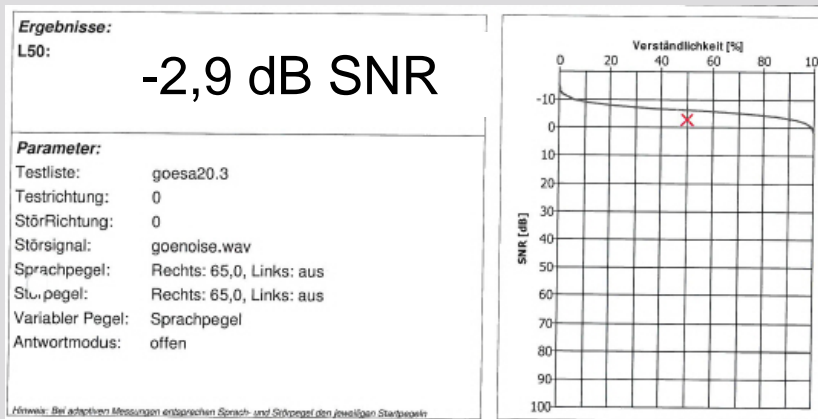 Ergebnisse:
L50:
-2,9 dB SNR
Parameter:
Testliste: goesa20.3
Testrichtung: 0
StörRichtung: 0
Störsignal: goenoise.wav
Sprachpegel: Rechts: 65,0, Links: aus
Störpegel: Rechts: 65,0, Links: aus
Variabler Pegel: Sprachpegel
Antwortmodus: offen
Hinweis: Bei adaptiven Messungen entsprechen Sprach- und Störpegel den jeweiligen Startpegeln
Verständlichkeit [%]
0 20 40 60 80 100
-10
0
10
20
30
40
50
60
70
80
90
100
SNR [dB]